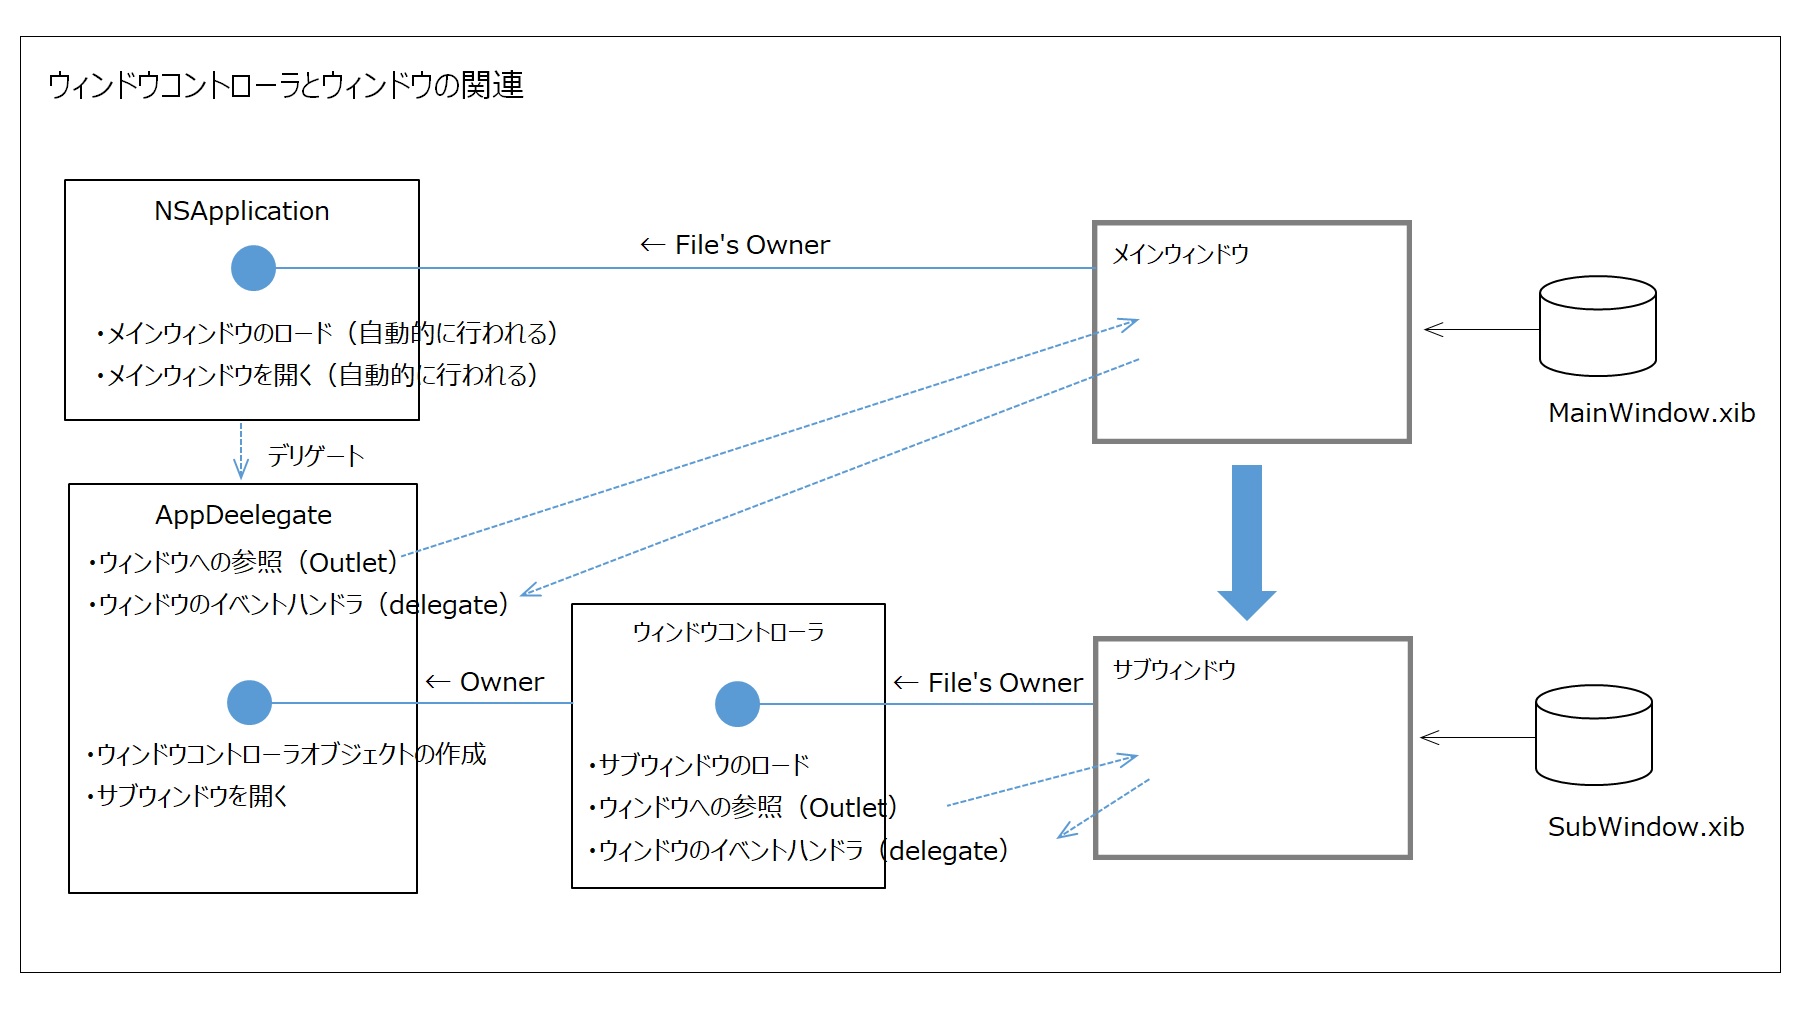 ウィンドウコントローラとウィンドウの関連
NSApplication
・メインウィンドウのロード（自動的に行われる）
・メインウィンドウを開く（自動的に行われる）
← File's Owner
メインウィンドウ
MainWindow.xib
デリゲート
AppDeelegate
・ウィンドウへの参照（Outlet）
・ウィンドウのイベントハンドラ（delegate）
・ウィンドウコントローラオブジェクトの作成
・サブウィンドウを開く
← Owner
ウィンドウコントローラ
・サブウィンドウのロード
・ウィンドウへの参照（Outlet）
・ウィンドウのイベントハンドラ（delegate）
← File's Owner
サブウィンドウ
SubWindow.xib